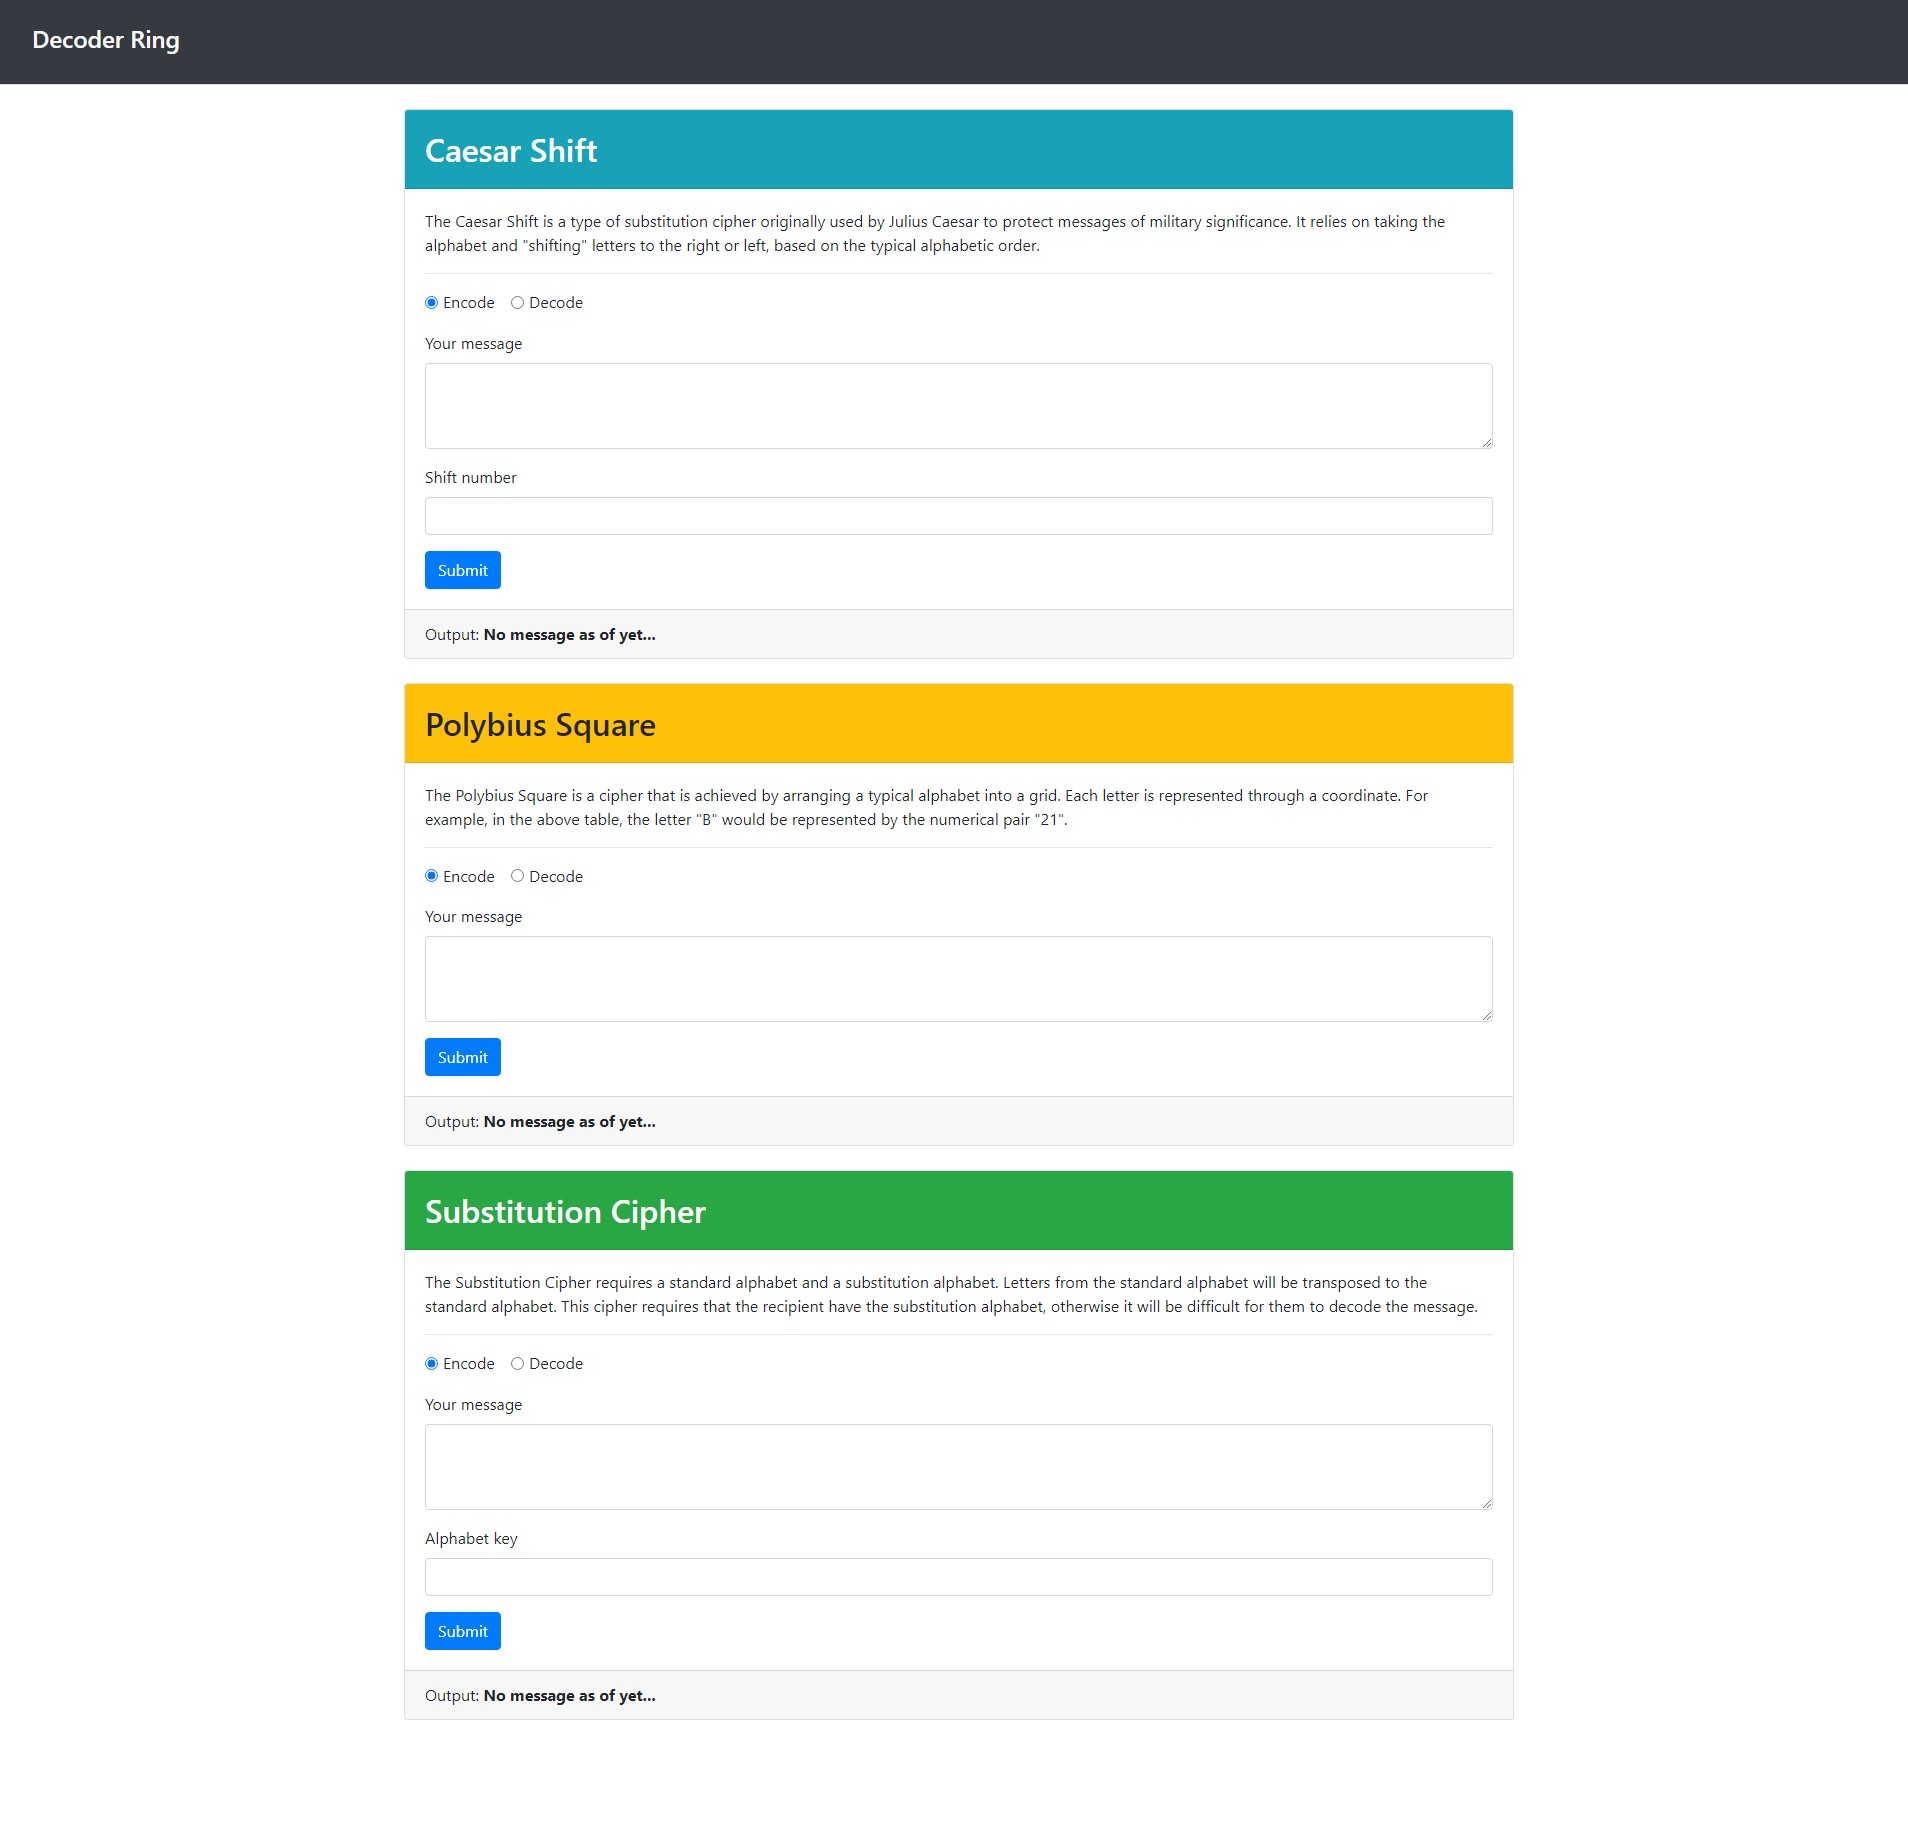 Decoder Ring
Caesar Shift
The Caesar Shift is a type of substitution cipher originally used by Julius Caesar to protect messages of military significance. It relies on taking the
alphabet and "shifting" letters to the right or left, based on the typical alphabetic order.
Encode Decode
Your message
Shift number
Submit
Output: No message as of yet...
Polybius Square
The Polybius Square is a cipher that is achieved by arranging a typical alphabet into a grid. Each letter is represented through a coordinate. For
example, in the above table, the letter "B" would be represented by the numerical pair "21".
Encode Decode
Your message
Submit
Output: No message as of yet...
Substitution Cipher
The Substitution Cipher requires a standard alphabet and a substitution alphabet. Letters from the standard alphabet will be transposed to the
standard alphabet. This cipher requires that the recipient have the substitution alphabet, otherwise it will be difficult for them to decode the message.
Encode Decode
Your message
Alphabet key
Submit
Output: No message as of yet...